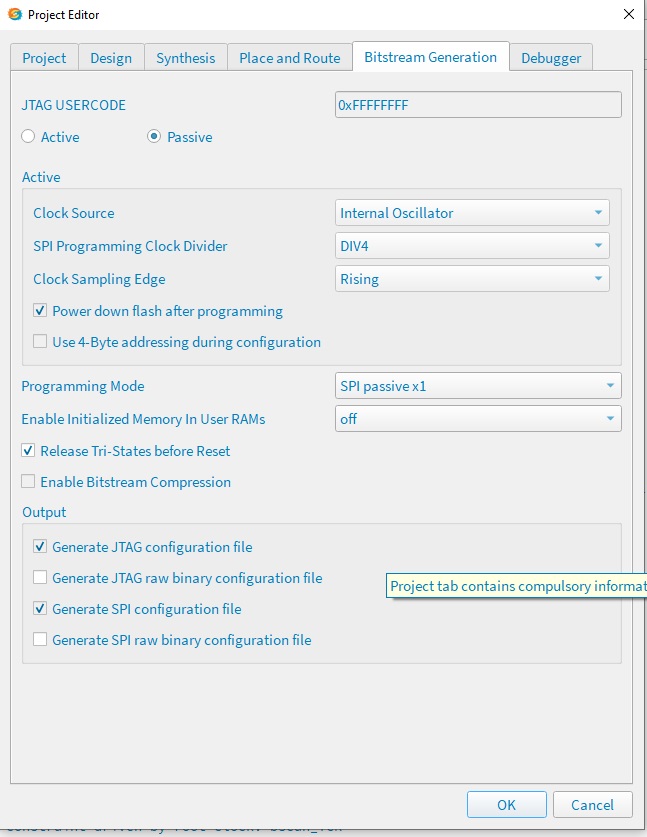 Project Editor
Project Design Synthesis Place and Route Bitstream Generation Debugger
JTAG USERCODE 0xFFFFFFFF
Active Passive
Active
Clock Source Internal Oscillator
SPI Programming Clock Divider DIV4
Clock Sampling Edge Rising
Power down flash after programming
Use 4-Byte addressing during configuration
Programming Mode SPI passive x1
Enable Initialized Memory In User RAMs off
Release Tri-States before Reset
Enable Bitstream Compression
Output
Generate JTAG configuration file
Generate JTAG raw binary configuration file
Project tab contains compulsory informat
Generate SPI configuration file
Generate SPI raw binary configuration file
OK Cancel